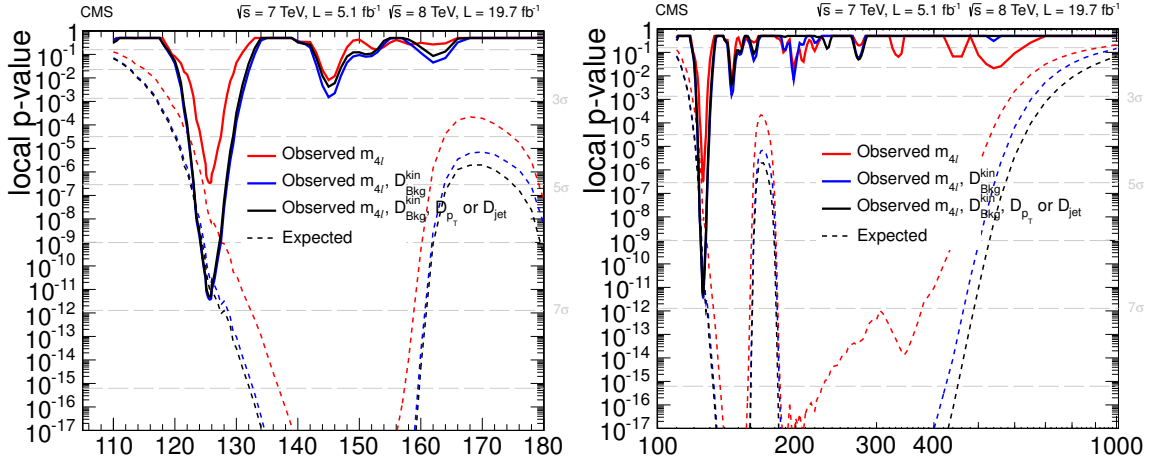 CMS √s = 7 TeV, L = 5.1 fb⁻¹ √s = 8 TeV, L = 19.7 fb⁻¹
local p-value
10⁻¹
10⁻²
10⁻³
10⁻⁴
10⁻⁵
10⁻⁶
10⁻⁷
10⁻⁸
10⁻⁹
10⁻¹⁰
10⁻¹¹
10⁻¹²
10⁻¹³
10⁻¹⁴
10⁻¹⁵
10⁻¹⁶
10⁻¹⁷
1
3σ
5σ
7σ
Observed m₄ₗ
Observed m₄ₗ, D^kin_Bkg
Observed m₄ₗ, D^kin_Bkg, D_pT or D_jet
Expected
110 120 130 140 150 160 170 180
CMS √s = 7 TeV, L = 5.1 fb⁻¹ √s = 8 TeV, L = 19.7 fb⁻¹
local p-value
1
10⁻¹
10⁻²
10⁻³
10⁻⁴
10⁻⁵
10⁻⁶
10⁻⁷
10⁻⁸
10⁻⁹
10⁻¹⁰
10⁻¹¹
10⁻¹²
10⁻¹³
10⁻¹⁴
10⁻¹⁵
10⁻¹⁶
10⁻¹⁷
3σ
5σ
7σ
Observed m₄ₗ
Observed m₄ₗ, D^kin_Bkg
Observed m₄ₗ, D^kin_Bkg, D_pT or D_jet
Expected
100 200 300 400 1000